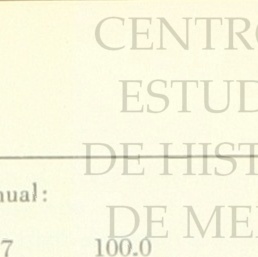 CENTRO
ESTUD
DE HIST
nual:
DE ME
7 100.0